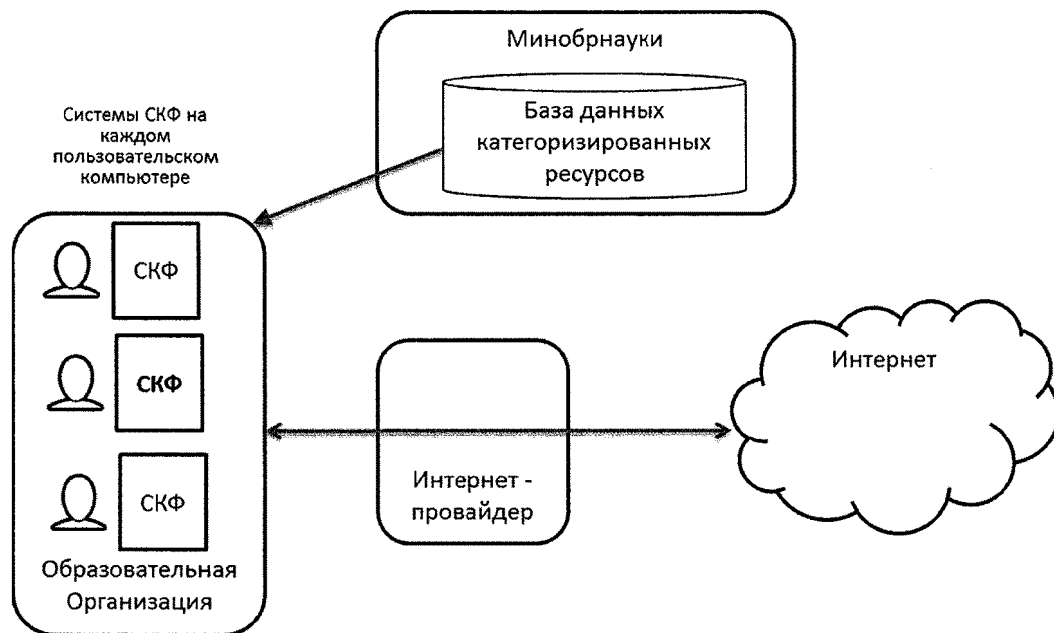 Минобрнауки
База данных
категоризированных
ресурсов
Системы СКФ на
каждом
пользовательском
компьютере
СКФ
СКФ
СКФ
Образовательная
Организация
Интернет -
провайдер
Интернет